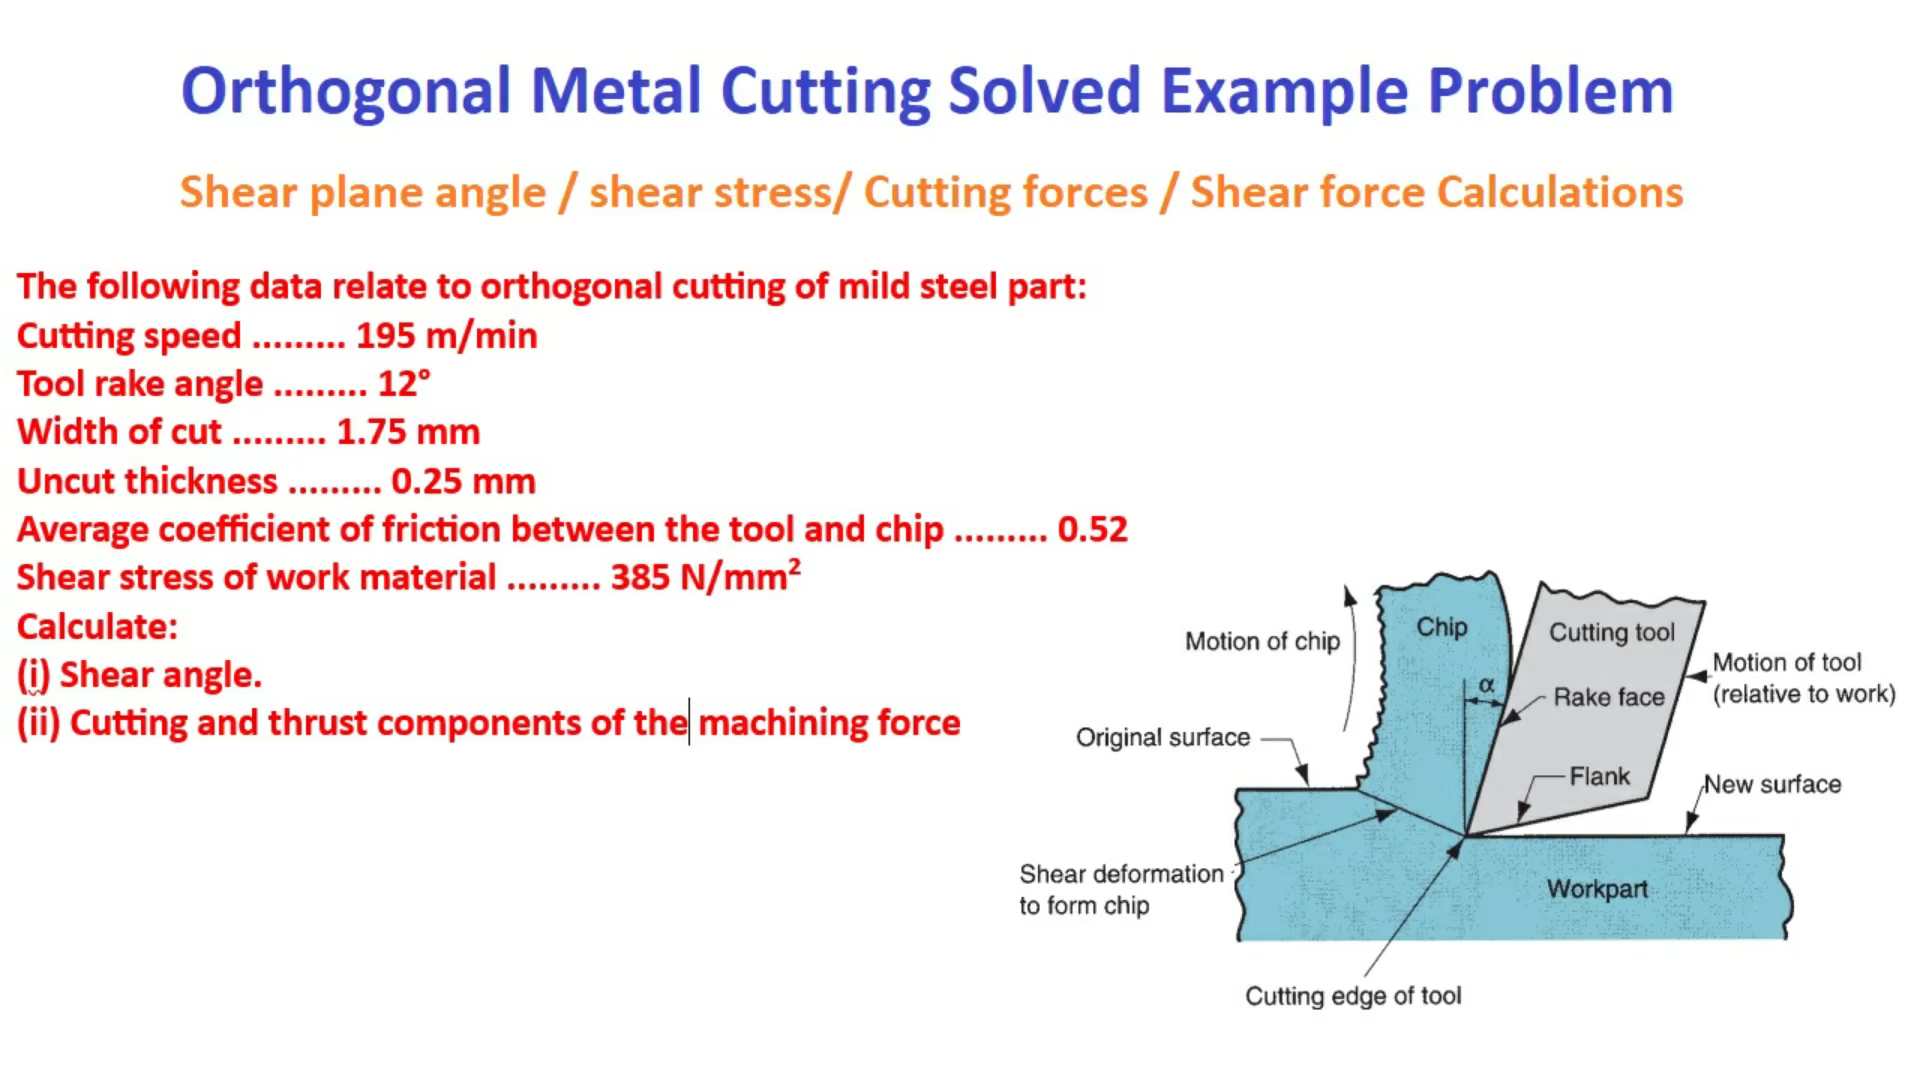 Orthogonal Metal Cutting Solved Example Problem
Shear plane angle / shear stress/ Cutting forces / Shear force Calculations
The following data relate to orthogonal cutting of mild steel part:
Cutting speed ......... 195 m/min
Tool rake angle ......... 12°
Width of cut ......... 1.75 mm
Uncut thickness ......... 0.25 mm
Average coefficient of friction between the tool and chip ......... 0.52
Shear stress of work material ......... 385 N/mm²
Calculate:
(i) Shear angle.
(ii) Cutting and thrust components of the machining force
Motion of chip
Chip
Cutting tool
Motion of tool
(relative to work)
α
Rake face
Original surface
Flank
New surface
Shear deformation
to form chip
Workpart
Cutting edge of tool